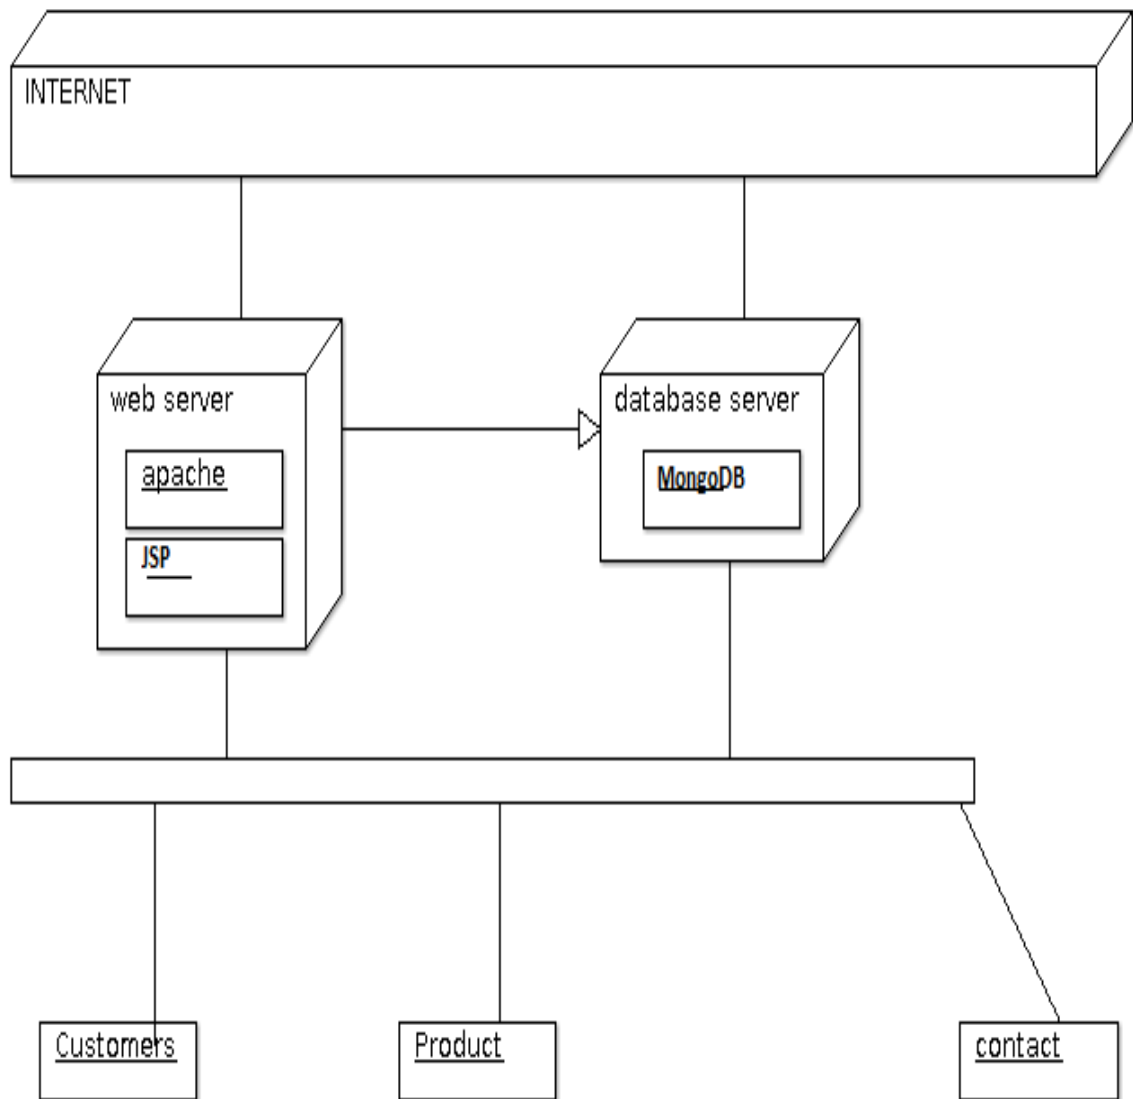 INTERNET
web server
apache
JSP
database server
MongoDB
Customers
Product
contact